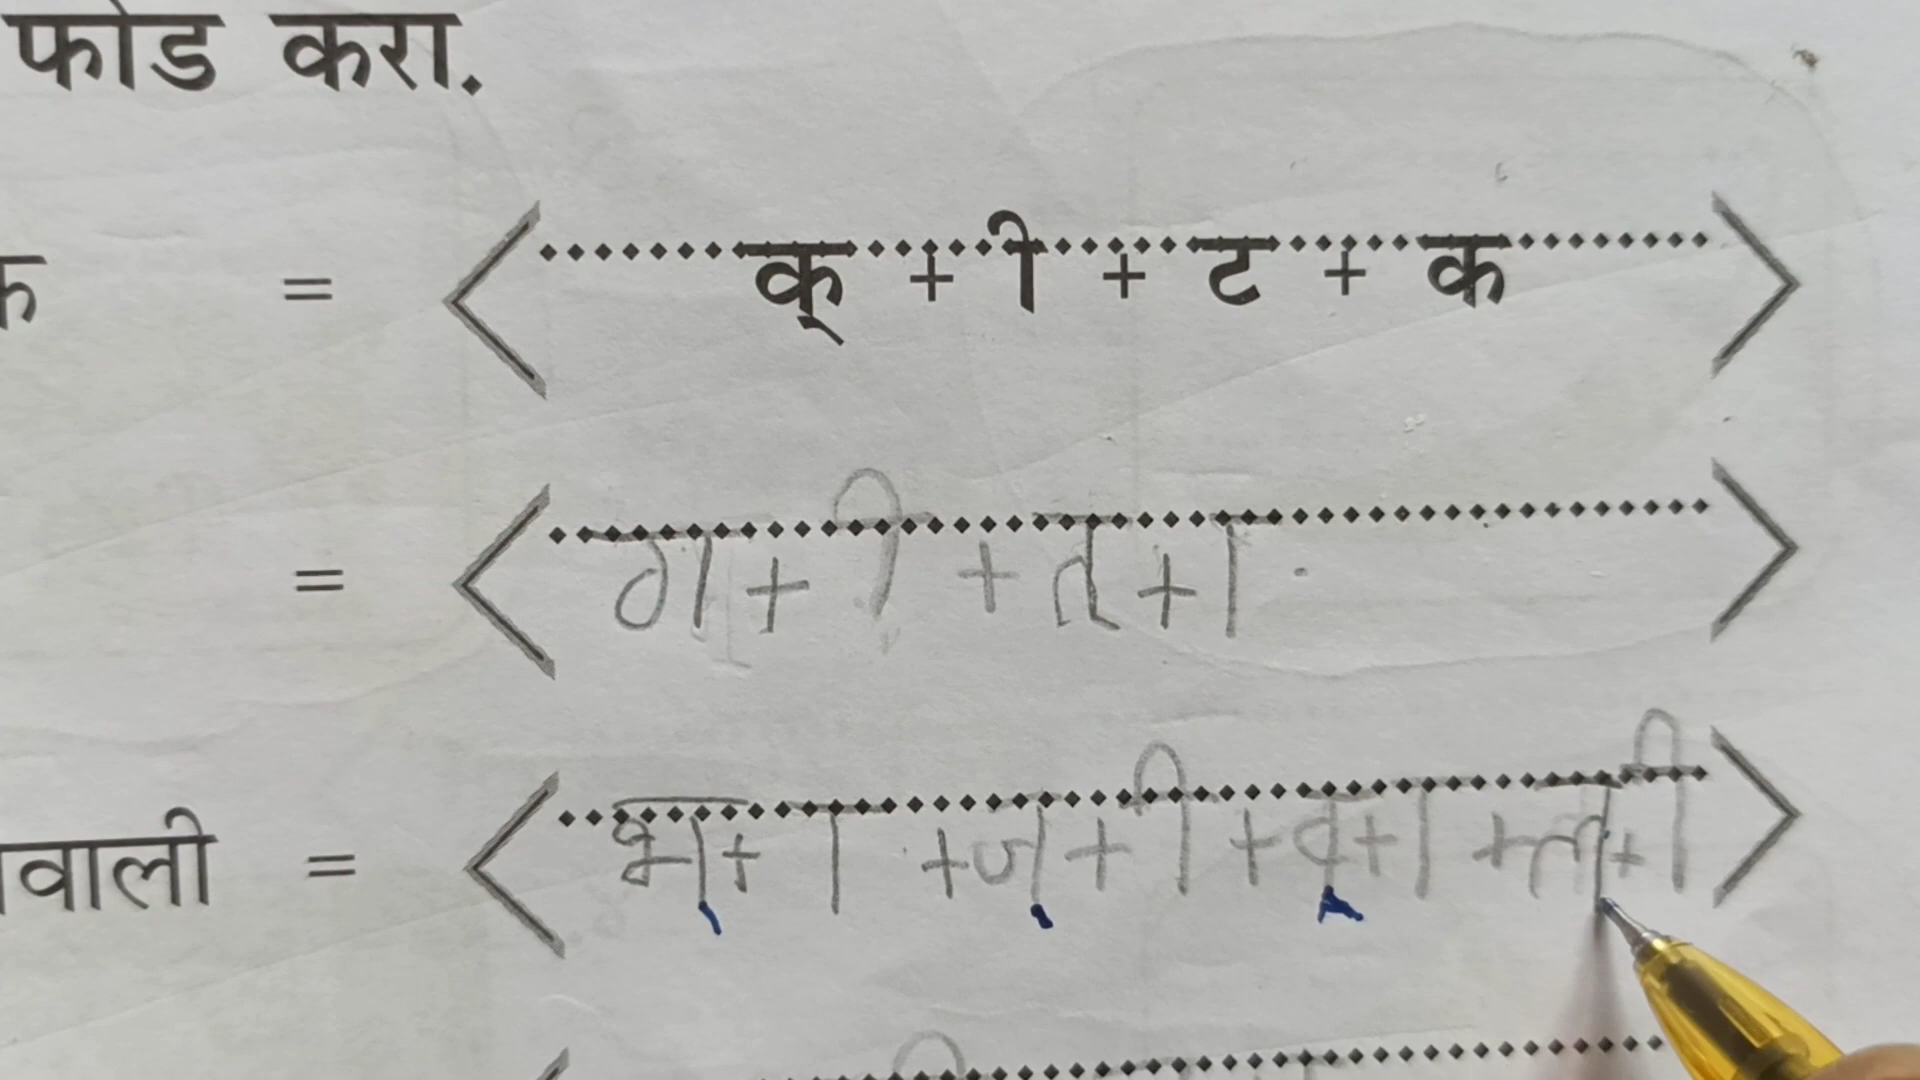 फोड करा.
क = क् + ी + ट + क
= ग + ी + त + ा
वाली = भ् + ा + ज् + ी + व् + ा + ल + ी